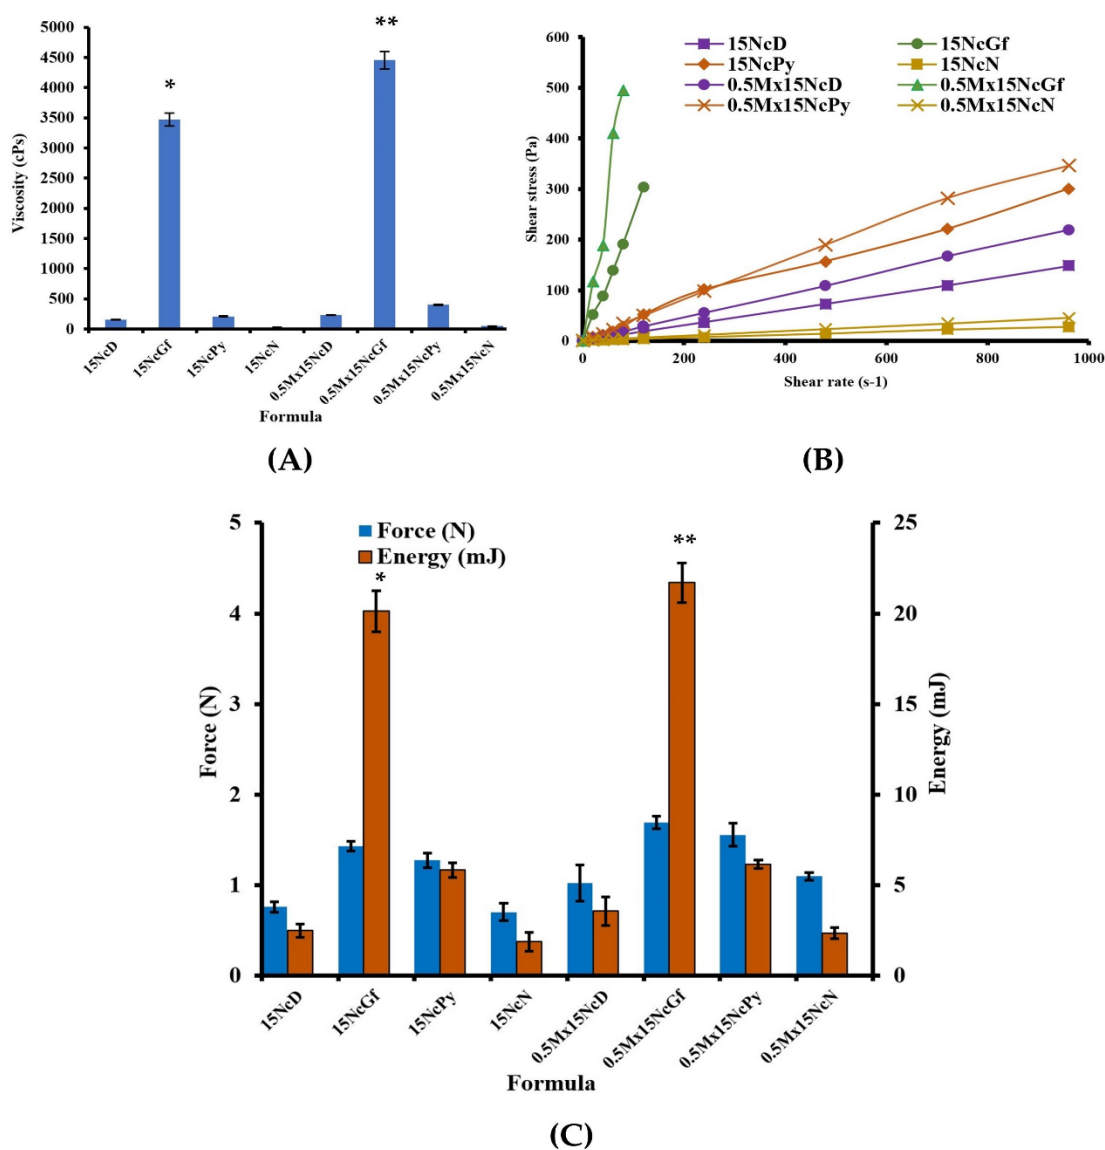 5000
4500
4000
3500
3000
2500
2000
1500
1000
500
0
Viscosity (cPs)
*
**
15NcD
15NcGf
15NcPy
15NcN
0.5Mx15NcD
0.5Mx15NcGf
0.5Mx15NcPy
0.5Mx15NcN
Formula
(A)
600
500
400
300
200
100
0
Shear stress (Pa)
15NcD
15NcGf
15NcPy
15NcN
0.5Mx15NcD
0.5Mx15NcGf
0.5Mx15NcPy
0.5Mx15NcN
0 200 400 600 800 1000
Shear rate (s-1)
(B)
5
4
3
2
1
0
Force (N)
Force (N)
Energy (mJ)
*
**
25
20
15
10
5
0
Energy (mJ)
15NcD
15NcGf
15NcPy
15NcN
0.5Mx15NcD
0.5Mx15NcGf
0.5Mx15NcPy
0.5Mx15NcN
Formula
(C)